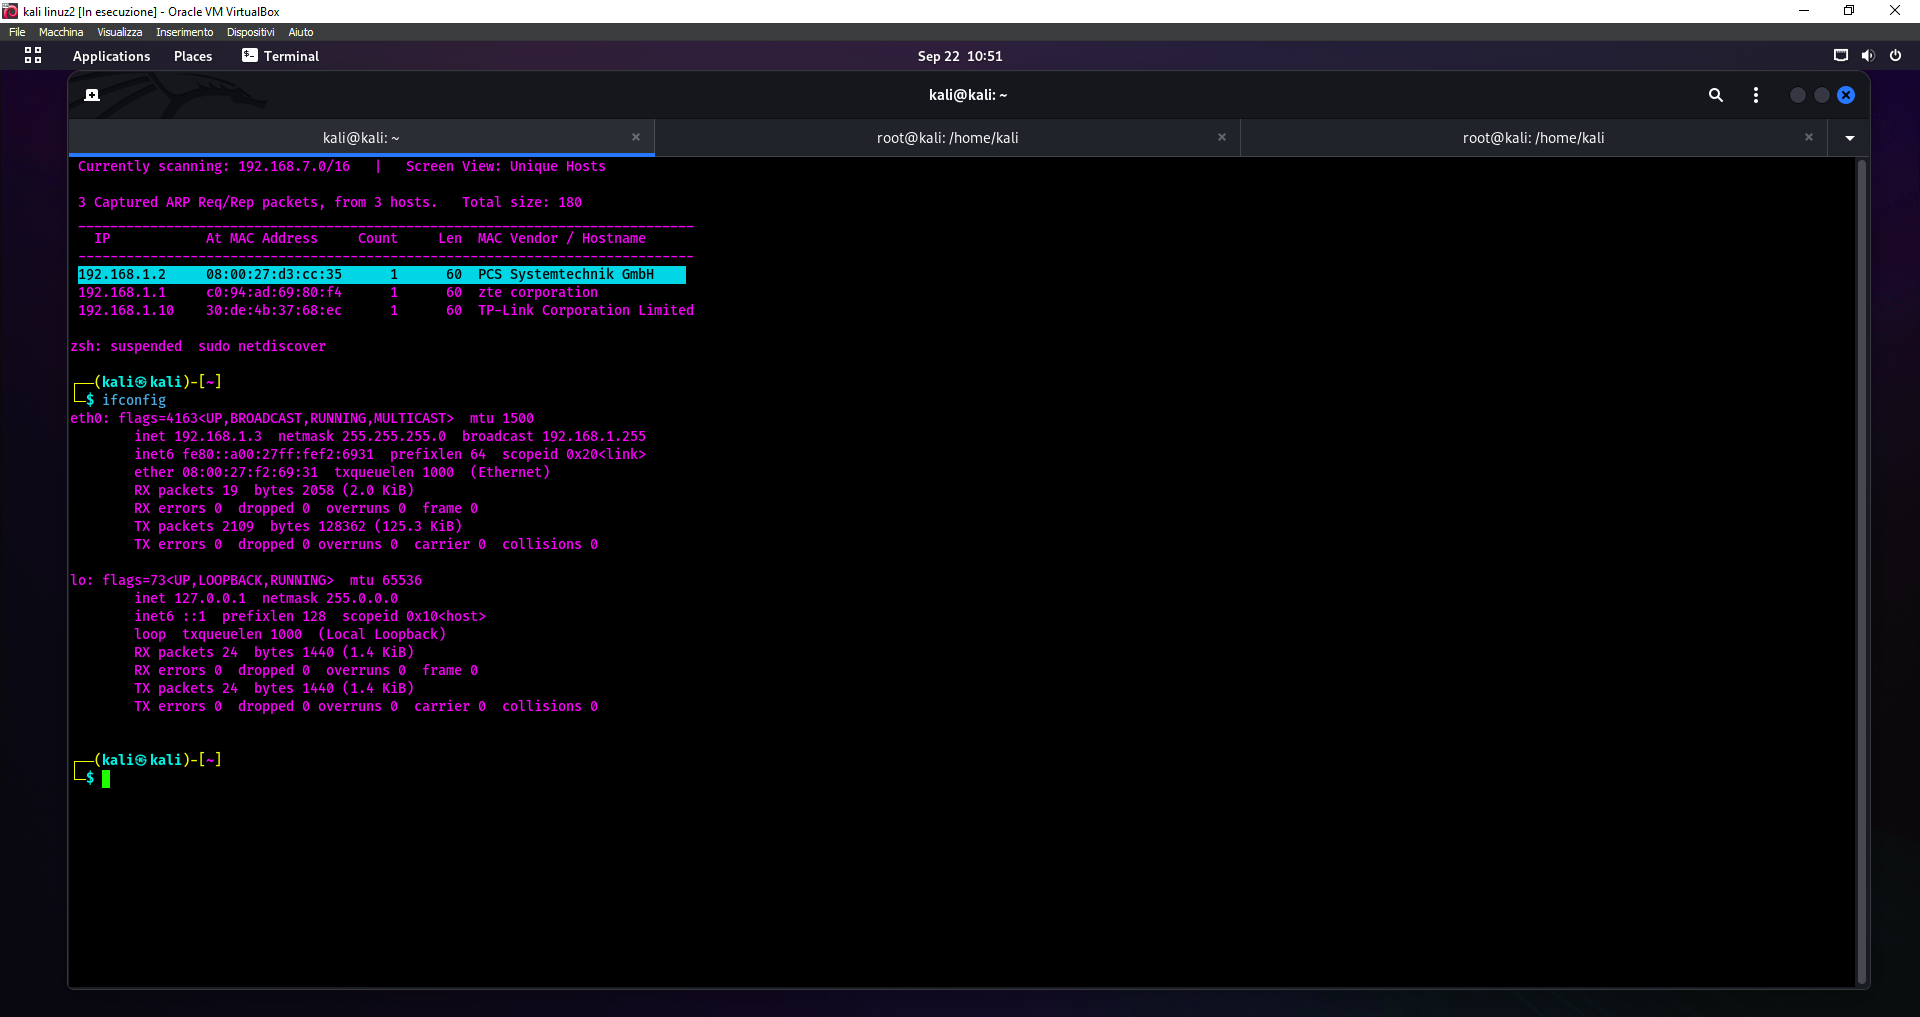 kali linuz2 [In esecuzione] - Oracle VM VirtualBox
File Macchina Visualizza Inserimento Dispositivi Aiuto
Applications Places Terminal Sep 22 10:51
kali@kali: ~
kali@kali: ~ root@kali: /home/kali root@kali: /home/kali
Currently scanning: 192.168.7.0/16 | Screen View: Unique Hosts
3 Captured ARP Req/Rep packets, from 3 hosts. Total size: 180
_____________________________________________________________________________
IP At MAC Address Count Len MAC Vendor / Hostname
-----------------------------------------------------------------------------
192.168.1.2 08:00:27:d3:cc:35 1 60 PCS Systemtechnik GmbH
192.168.1.1 c0:94:ad:69:80:f4 1 60 zte corporation
192.168.1.10 30:de:4b:37:68:ec 1 60 TP-Link Corporation Limited
zsh: suspended sudo netdiscover
┌──(kali㉿kali)-[~]
└─$ ifconfig
eth0: flags=4163<UP,BROADCAST,RUNNING,MULTICAST> mtu 1500
inet 192.168.1.3 netmask 255.255.255.0 broadcast 192.168.1.255
inet6 fe80::a00:27ff:fef2:6931 prefixlen 64 scopeid 0x20<link>
ether 08:00:27:f2:69:31 txqueuelen 1000 (Ethernet)
RX packets 19 bytes 2058 (2.0 KiB)
RX errors 0 dropped 0 overruns 0 frame 0
TX packets 2109 bytes 128362 (125.3 KiB)
TX errors 0 dropped 0 overruns 0 carrier 0 collisions 0
lo: flags=73<UP,LOOPBACK,RUNNING> mtu 65536
inet 127.0.0.1 netmask 255.0.0.0
inet6 ::1 prefixlen 128 scopeid 0x10<host>
loop txqueuelen 1000 (Local Loopback)
RX packets 24 bytes 1440 (1.4 KiB)
RX errors 0 dropped 0 overruns 0 frame 0
TX packets 24 bytes 1440 (1.4 KiB)
TX errors 0 dropped 0 overruns 0 carrier 0 collisions 0
┌──(kali㉿kali)-[~]
└─$